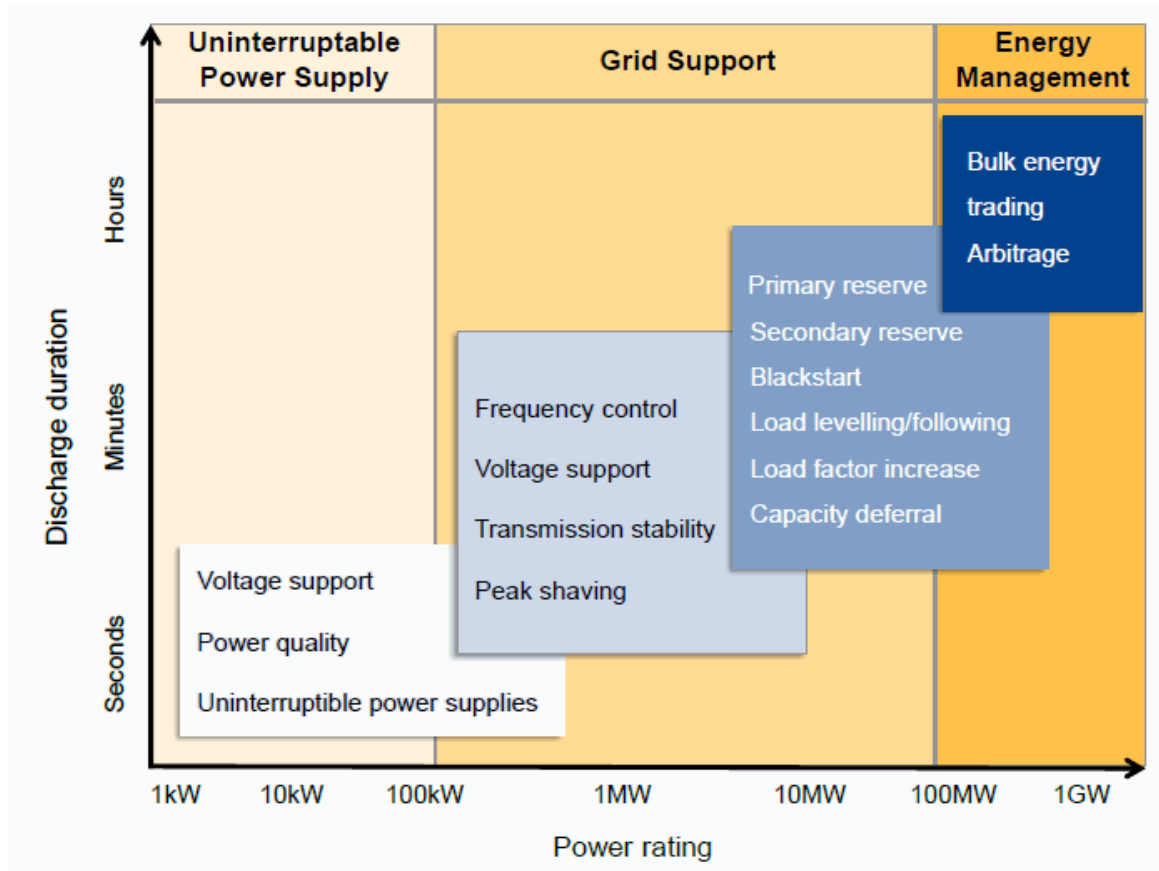 Uninterruptable
Power Supply
Grid Support
Energy
Management
Bulk energy
trading
Arbitrage
Primary reserve
Secondary reserve
Blackstart
Load levelling/following
Load factor increase
Capacity deferral
Frequency control
Voltage support
Transmission stability
Peak shaving
Voltage support
Power quality
Uninterruptible power supplies
Discharge duration
Hours
Minutes
Seconds
1kW 10kW 100kW 1MW 10MW 100MW 1GW
Power rating